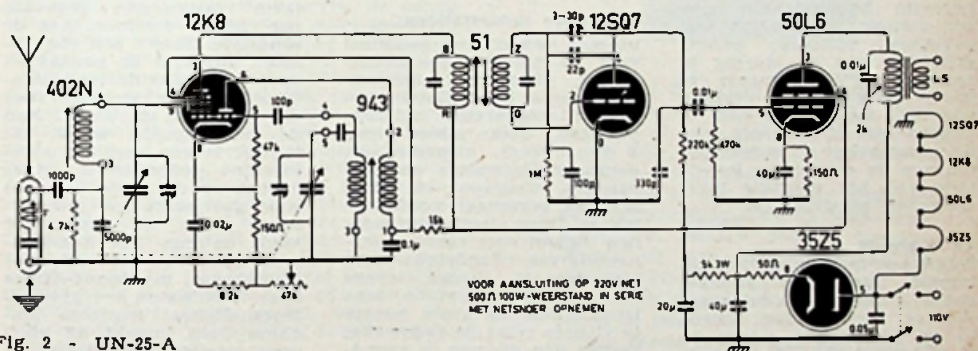 12K8
12SQ7
50L6
3-30p
51
402N
22p
0.01µ
LS
943
100p
0.01µ
2k
12SQ7
47k
1000p
220k
470k
12K8
1M
100p
330p
40µ
150Ω
50L6
4.7k
150Ω
5000p
0.02µ
15k
35Z5
35Z5
0.1µ
5k 3W
50Ω
8.2k
47k
VOOR AANSLUITING OP 220V NET
500Ω 100W-WEERSTAND IN SERIE
MET NETSNOER OPNEMEN
20µ
40µ
0.05µ
110V
Fig. 2 - UN-25-A